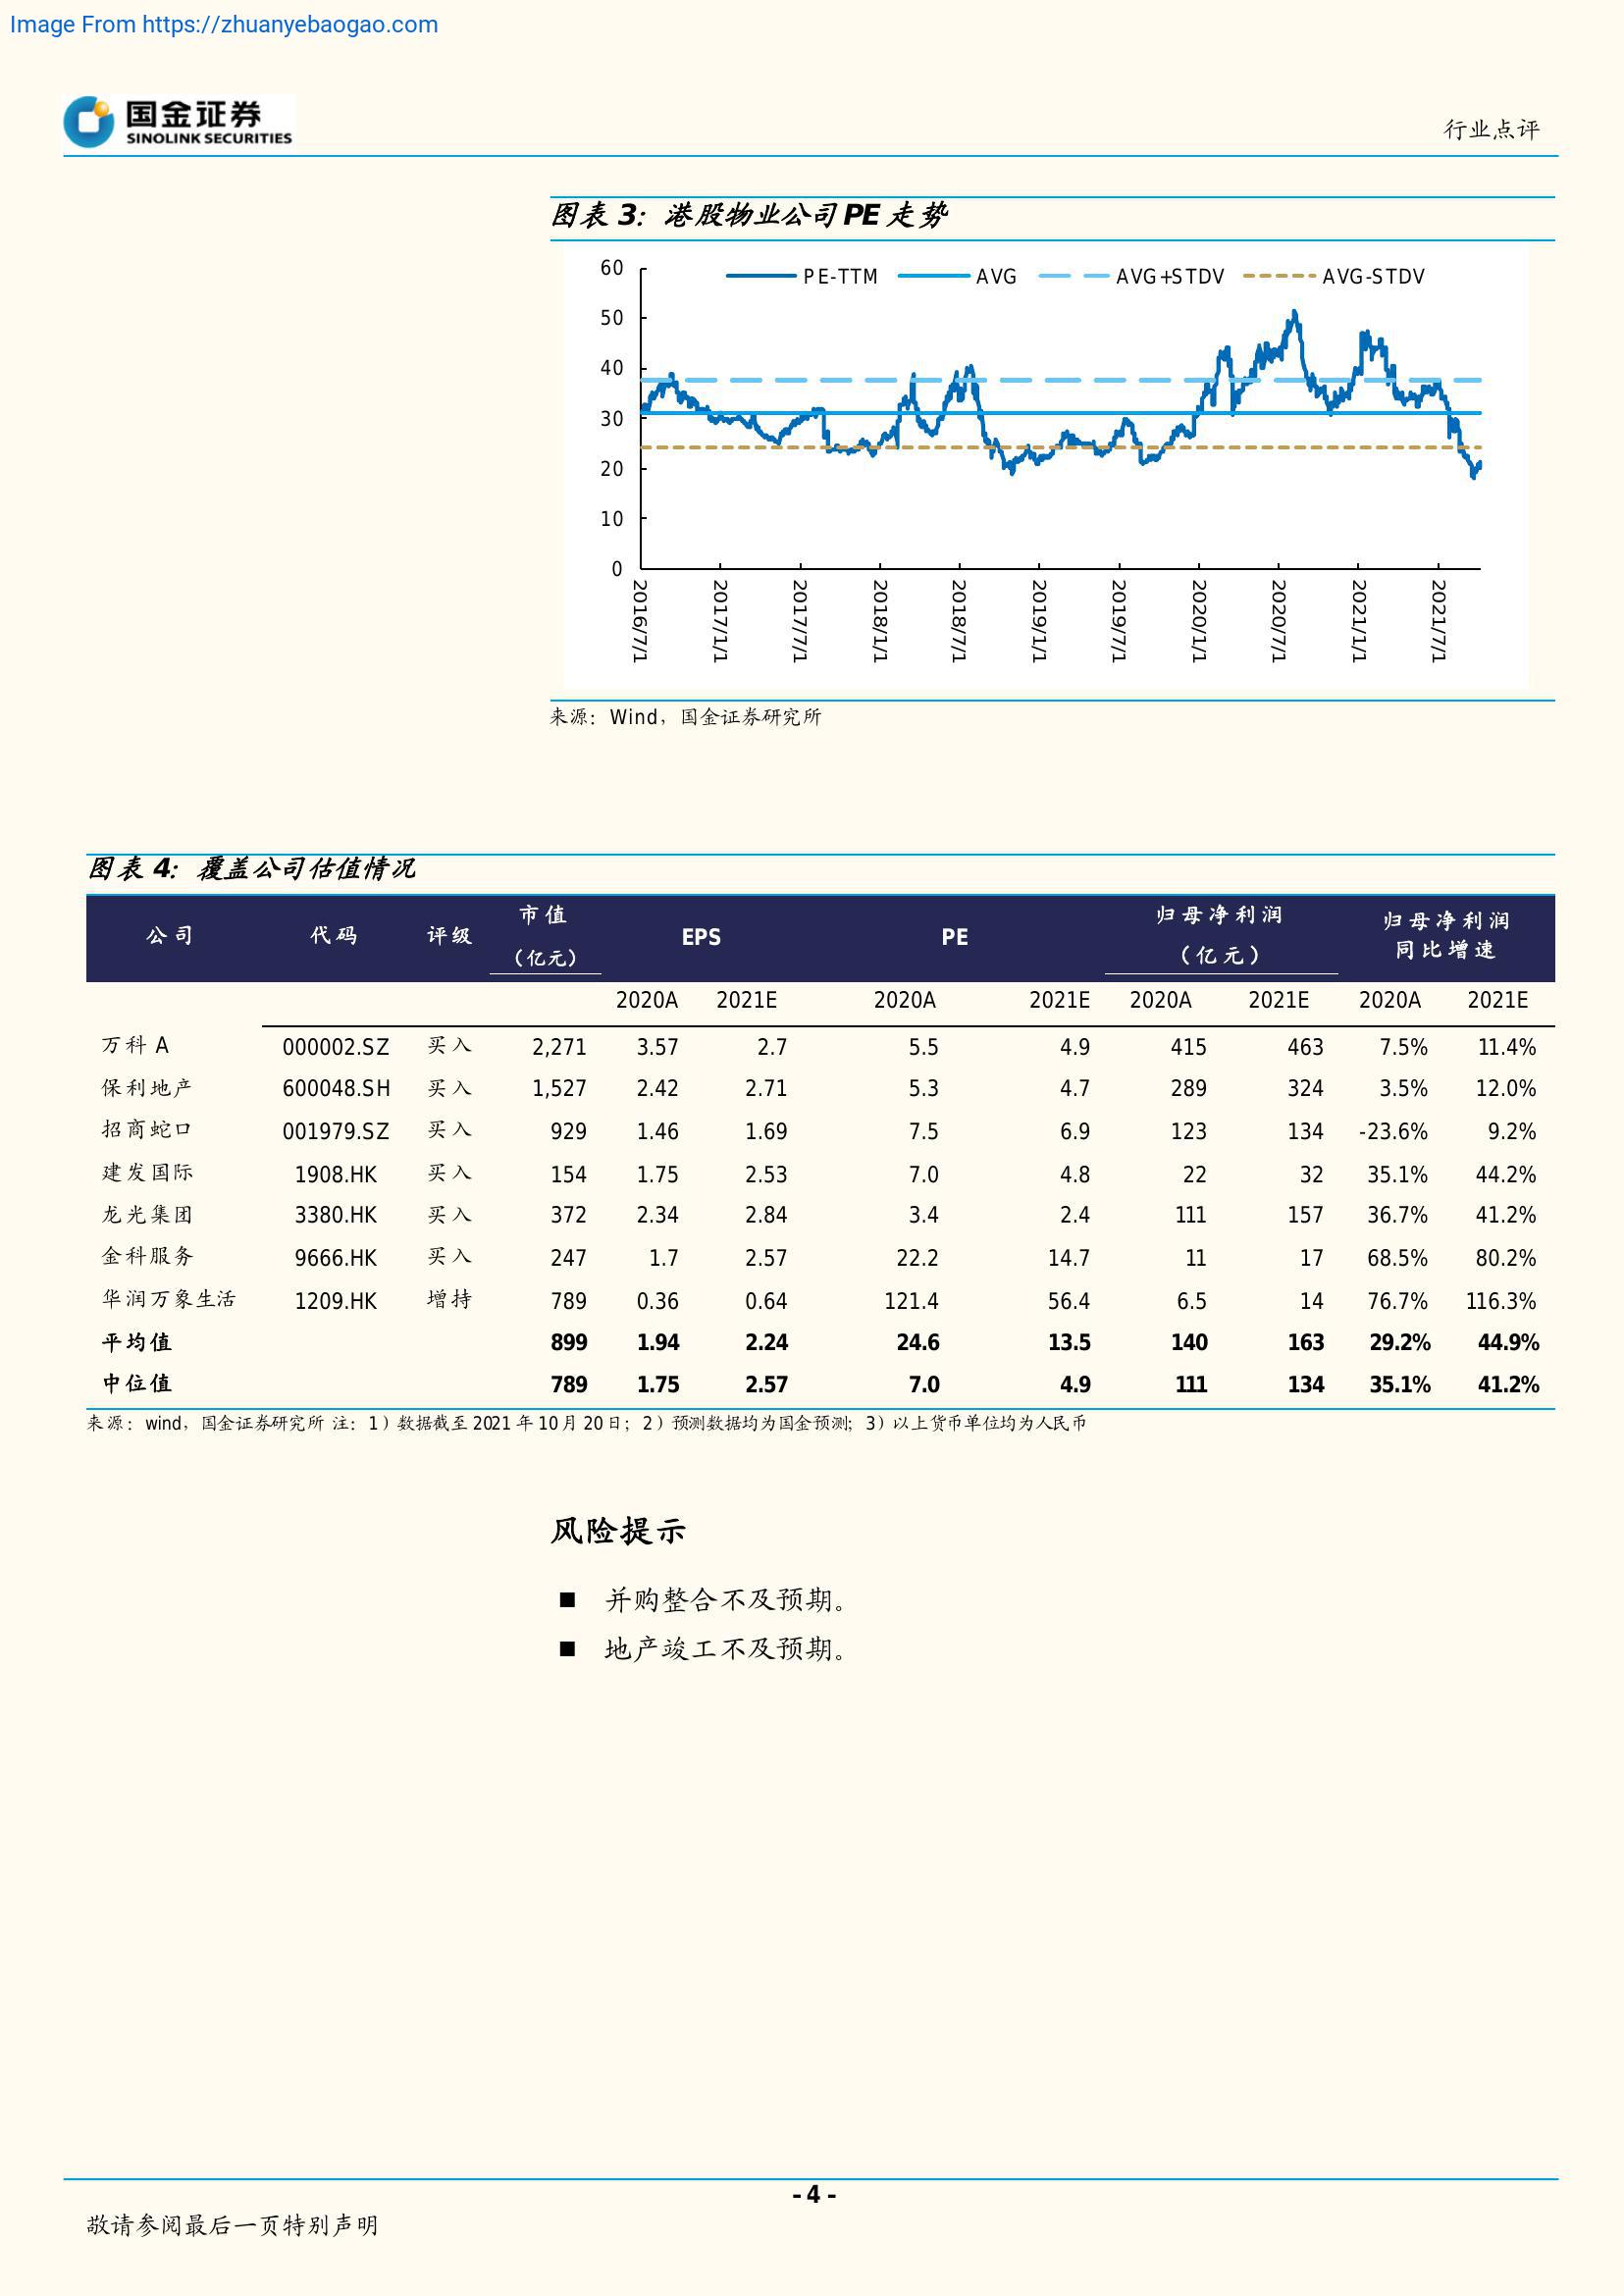 Image From https://zhuanyebaogao.com
国金证券
SINOLINK SECURITIES
行业点评
图表 3：港股物业公司 PE 走势
PE-TTM AVG AVG+STDV AVG-STDV
60
50
40
30
20
10
0
2016/7/1 2017/1/1 2017/7/1 2018/1/1 2018/7/1 2019/1/1 2019/7/1 2020/1/1 2020/7/1 2021/1/1 2021/7/1
来源：Wind，国金证券研究所
图表 4：覆盖公司估值情况
公司 代码 评级 市值（亿元） EPS PE 归母净利润（亿元） 归母净利润同比增速
2020A 2021E 2020A 2021E 2020A 2021E 2020A 2021E
万科 A 000002.SZ 买入 2,271 3.57 2.7 5.5 4.9 415 463 7.5% 11.4%
保利地产 600048.SH 买入 1,527 2.42 2.71 5.3 4.7 289 324 3.5% 12.0%
招商蛇口 001979.SZ 买入 929 1.46 1.69 7.5 6.9 123 134 -23.6% 9.2%
建发国际 1908.HK 买入 154 1.75 2.53 7.0 4.8 22 32 35.1% 44.2%
龙光集团 3380.HK 买入 372 2.34 2.84 3.4 2.4 111 157 36.7% 41.2%
金科服务 9666.HK 买入 247 1.7 2.57 22.2 14.7 11 17 68.5% 80.2%
华润万象生活 1209.HK 增持 789 0.36 0.64 121.4 56.4 6.5 14 76.7% 116.3%
平均值 899 1.94 2.24 24.6 13.5 140 163 29.2% 44.9%
中位值 789 1.75 2.57 7.0 4.9 111 134 35.1% 41.2%
来源：wind，国金证券研究所 注：1）数据截至 2021 年 10 月 20 日；2）预测数据均为国金预测；3）以上货币单位均为人民币
风险提示
■ 并购整合不及预期。
■ 地产竣工不及预期。
- 4 -
敬请参阅最后一页特别声明